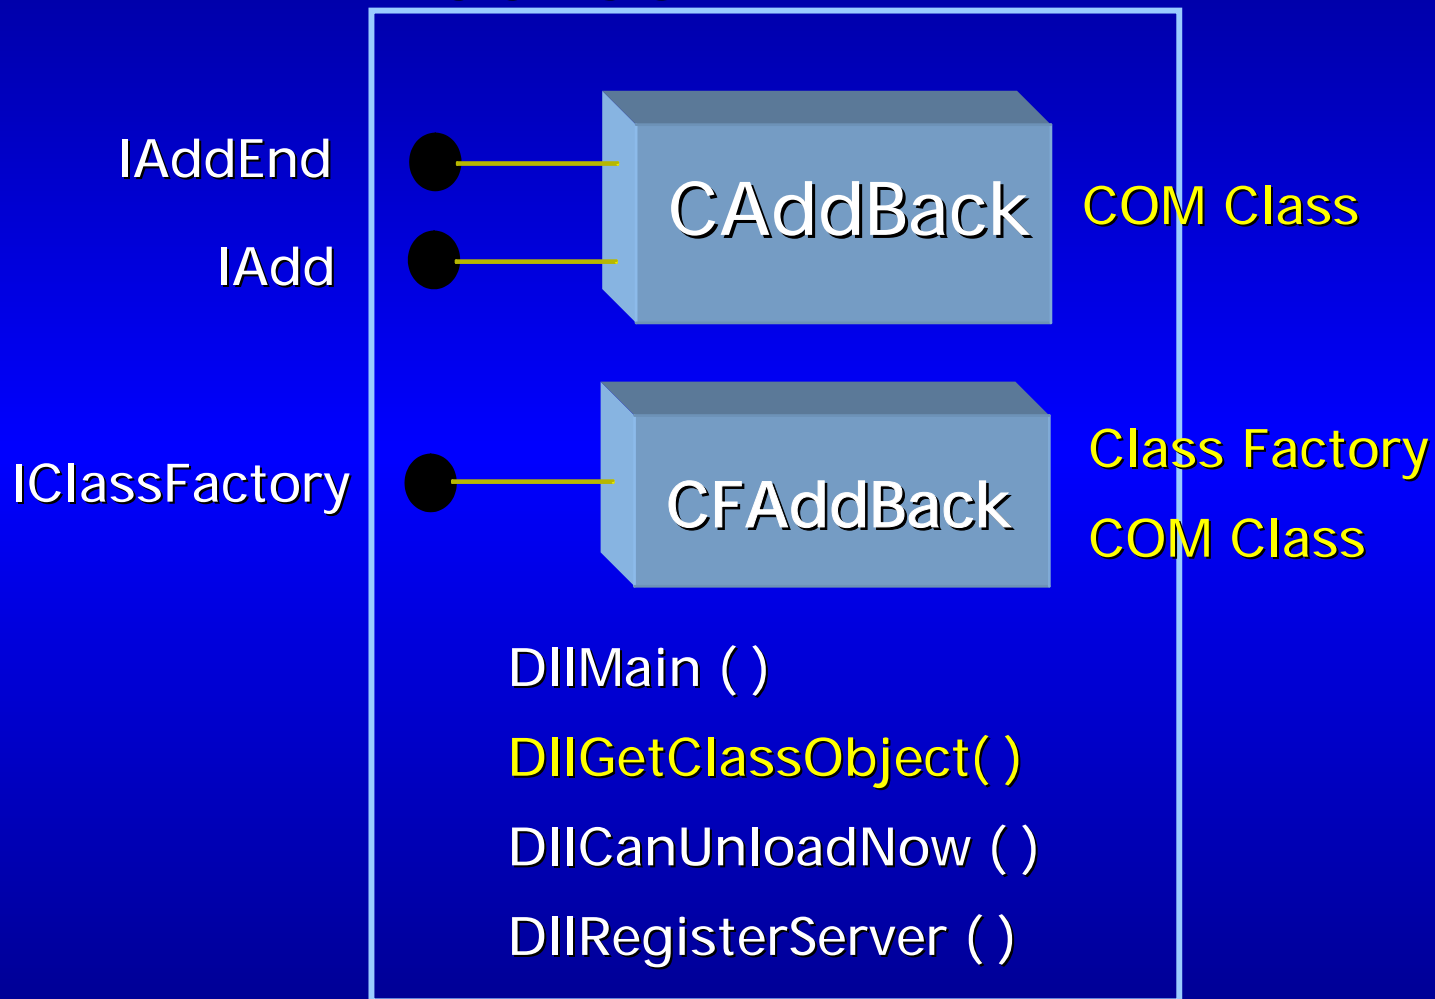 IAddEnd
CAddBack
COM Class
IAdd
IClassFactory
CFAddBack
Class Factory
COM Class
DllMain ( )
DllGetClassObject( )
DllCanUnloadNow ( )
DllRegisterServer ( )